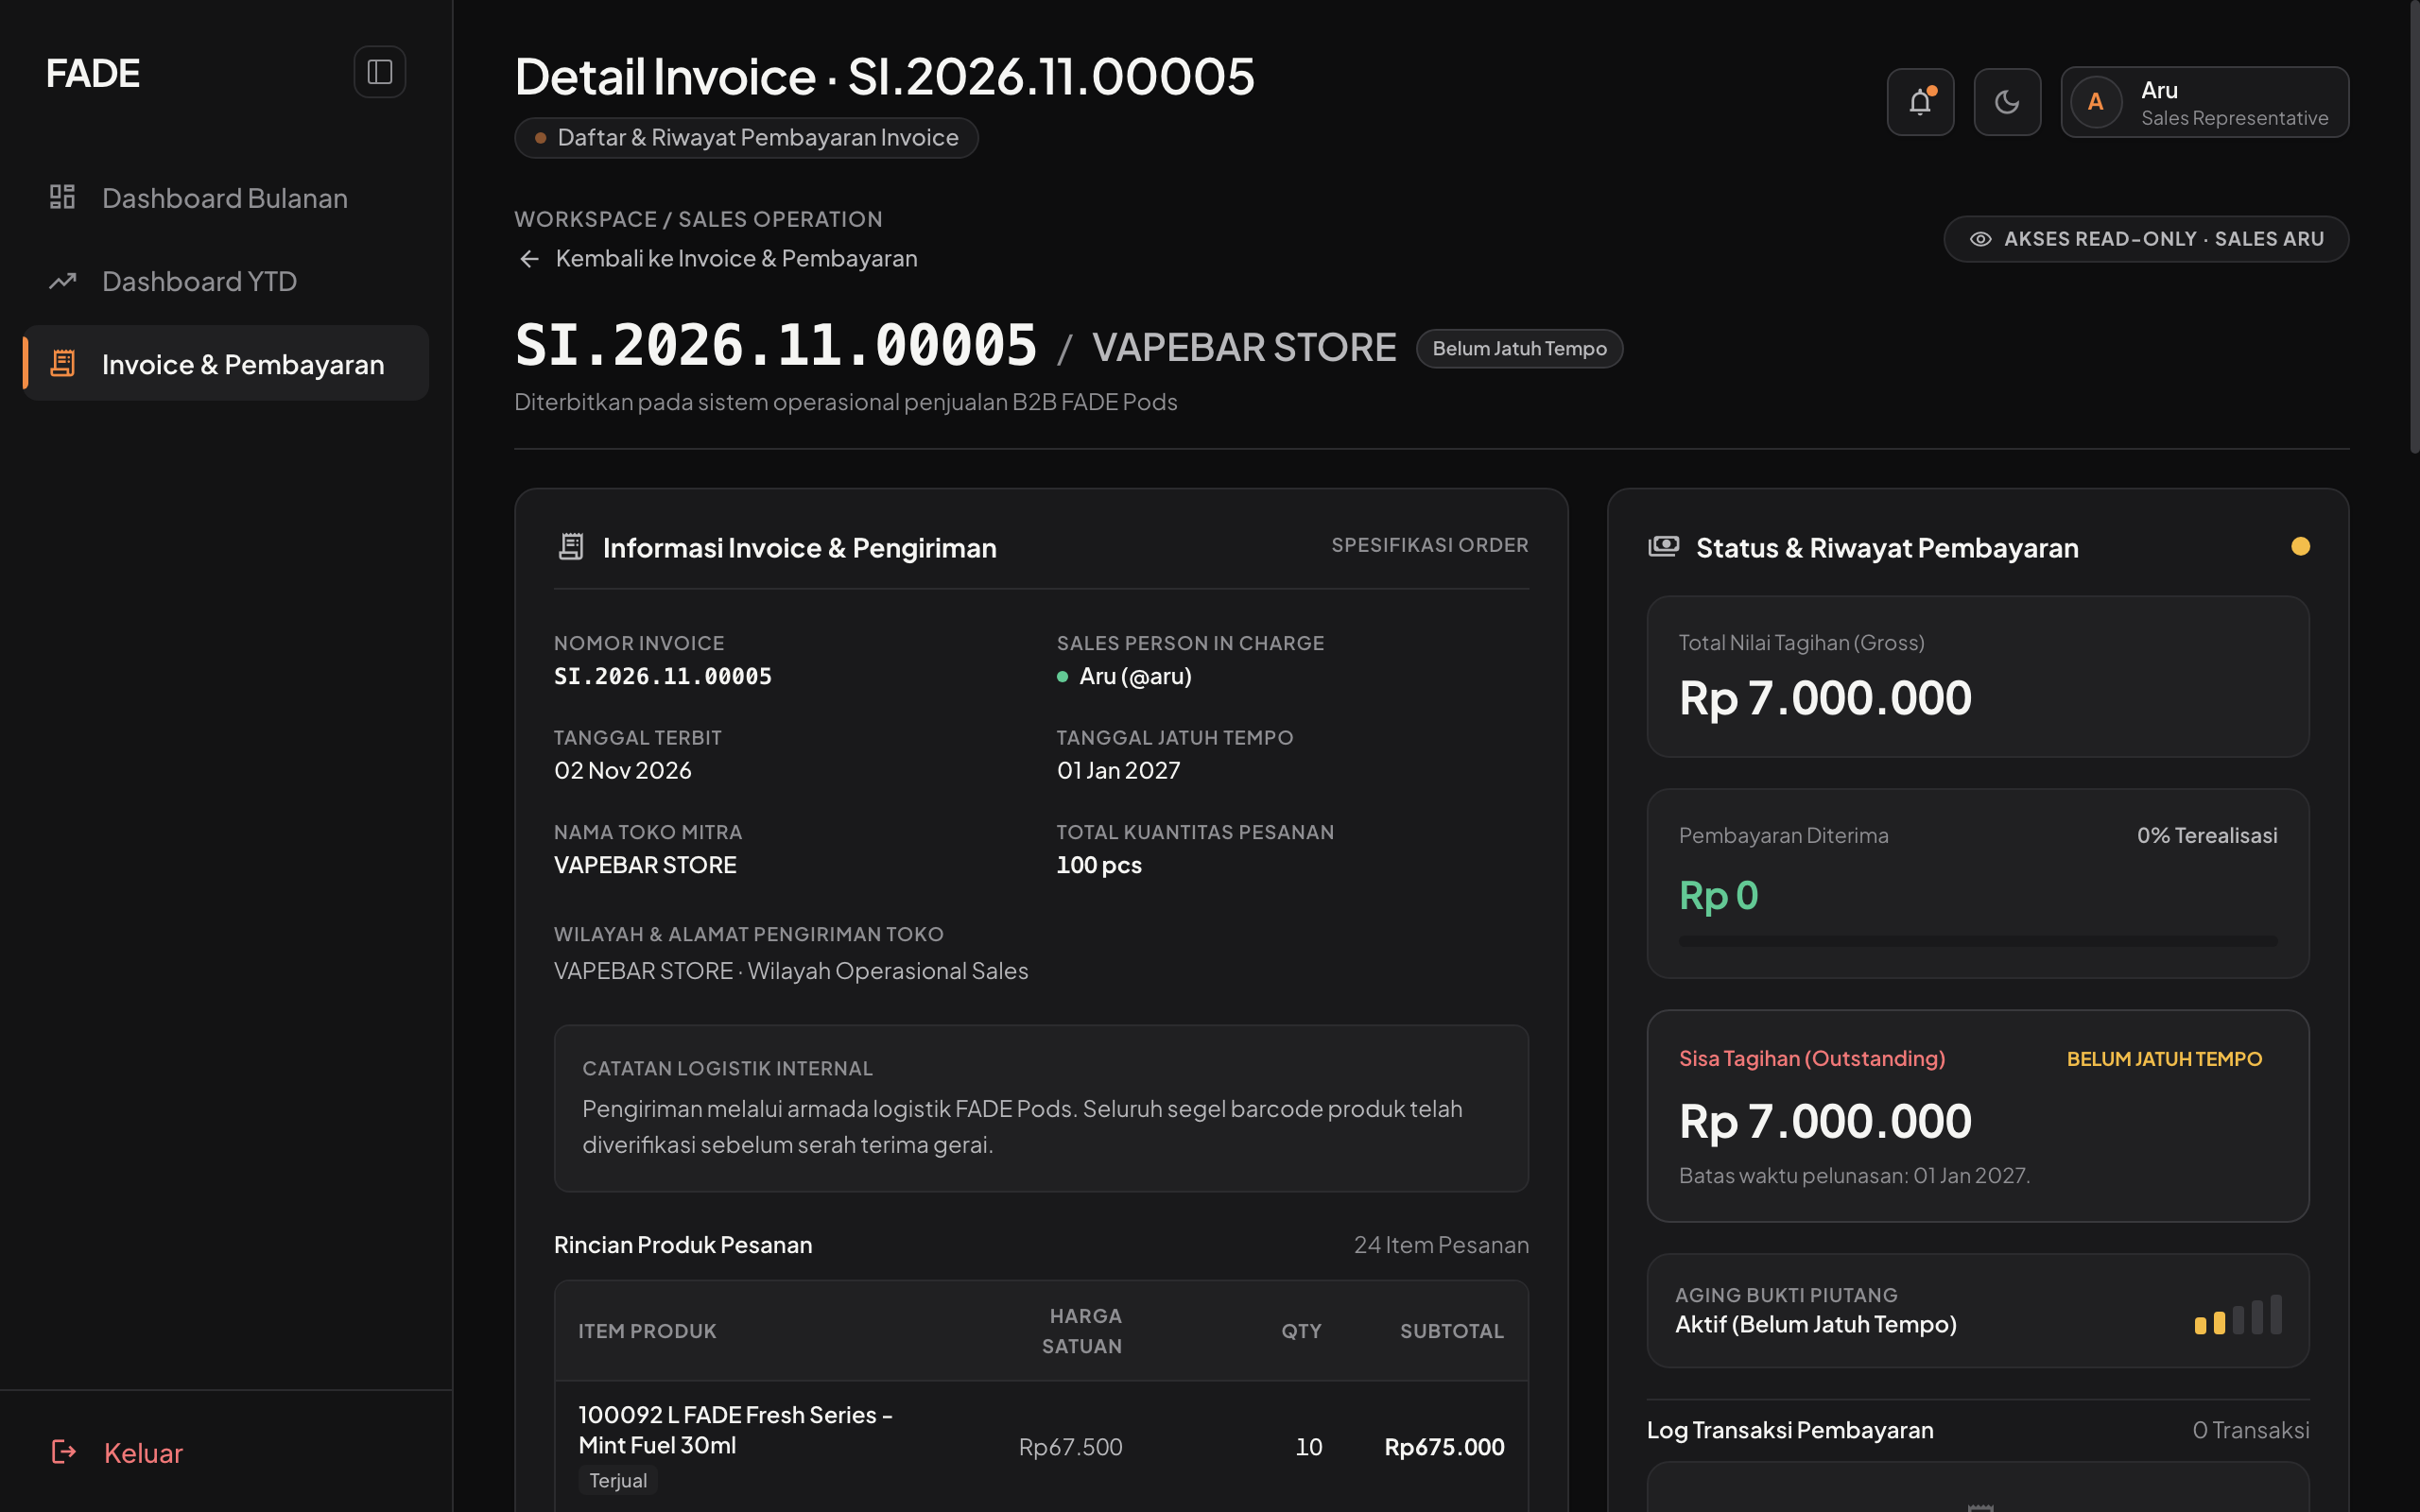 FADE
Dashboard Bulanan
Dashboard YTD
Invoice & Pembayaran
Keluar
Detail Invoice · SI.2026.11.00005
Daftar & Riwayat Pembayaran Invoice
A
Aru
Sales Representative
WORKSPACE / SALES OPERATION
Kembali ke Invoice & Pembayaran
AKSES READ-ONLY · SALES ARU
SI.2026.11.00005 / VAPEBAR STORE Belum Jatuh Tempo
Diterbitkan pada sistem operasional penjualan B2B FADE Pods
Informasi Invoice & Pengiriman
SPESIFIKASI ORDER
NOMOR INVOICE
SI.2026.11.00005
SALES PERSON IN CHARGE
Aru (@aru)
TANGGAL TERBIT
02 Nov 2026
TANGGAL JATUH TEMPO
01 Jan 2027
NAMA TOKO MITRA
VAPEBAR STORE
TOTAL KUANTITAS PESANAN
100 pcs
WILAYAH & ALAMAT PENGIRIMAN TOKO
VAPEBAR STORE · Wilayah Operasional Sales
CATATAN LOGISTIK INTERNAL
Pengiriman melalui armada logistik FADE Pods. Seluruh segel barcode produk telah
diverifikasi sebelum serah terima gerai.
Rincian Produk Pesanan
24 Item Pesanan
ITEM PRODUK
HARGA
SATUAN
QTY
SUBTOTAL
100092 L FADE Fresh Series -
Mint Fuel 30ml
Terjual
Rp67.500
10
Rp675.000
Status & Riwayat Pembayaran
Total Nilai Tagihan (Gross)
Rp 7.000.000
Pembayaran Diterima
0% Terealisasi
Rp 0
Sisa Tagihan (Outstanding)
BELUM JATUH TEMPO
Rp 7.000.000
Batas waktu pelunasan: 01 Jan 2027.
AGING BUKTI PIUTANG
Aktif (Belum Jatuh Tempo)
Log Transaksi Pembayaran
0 Transaksi